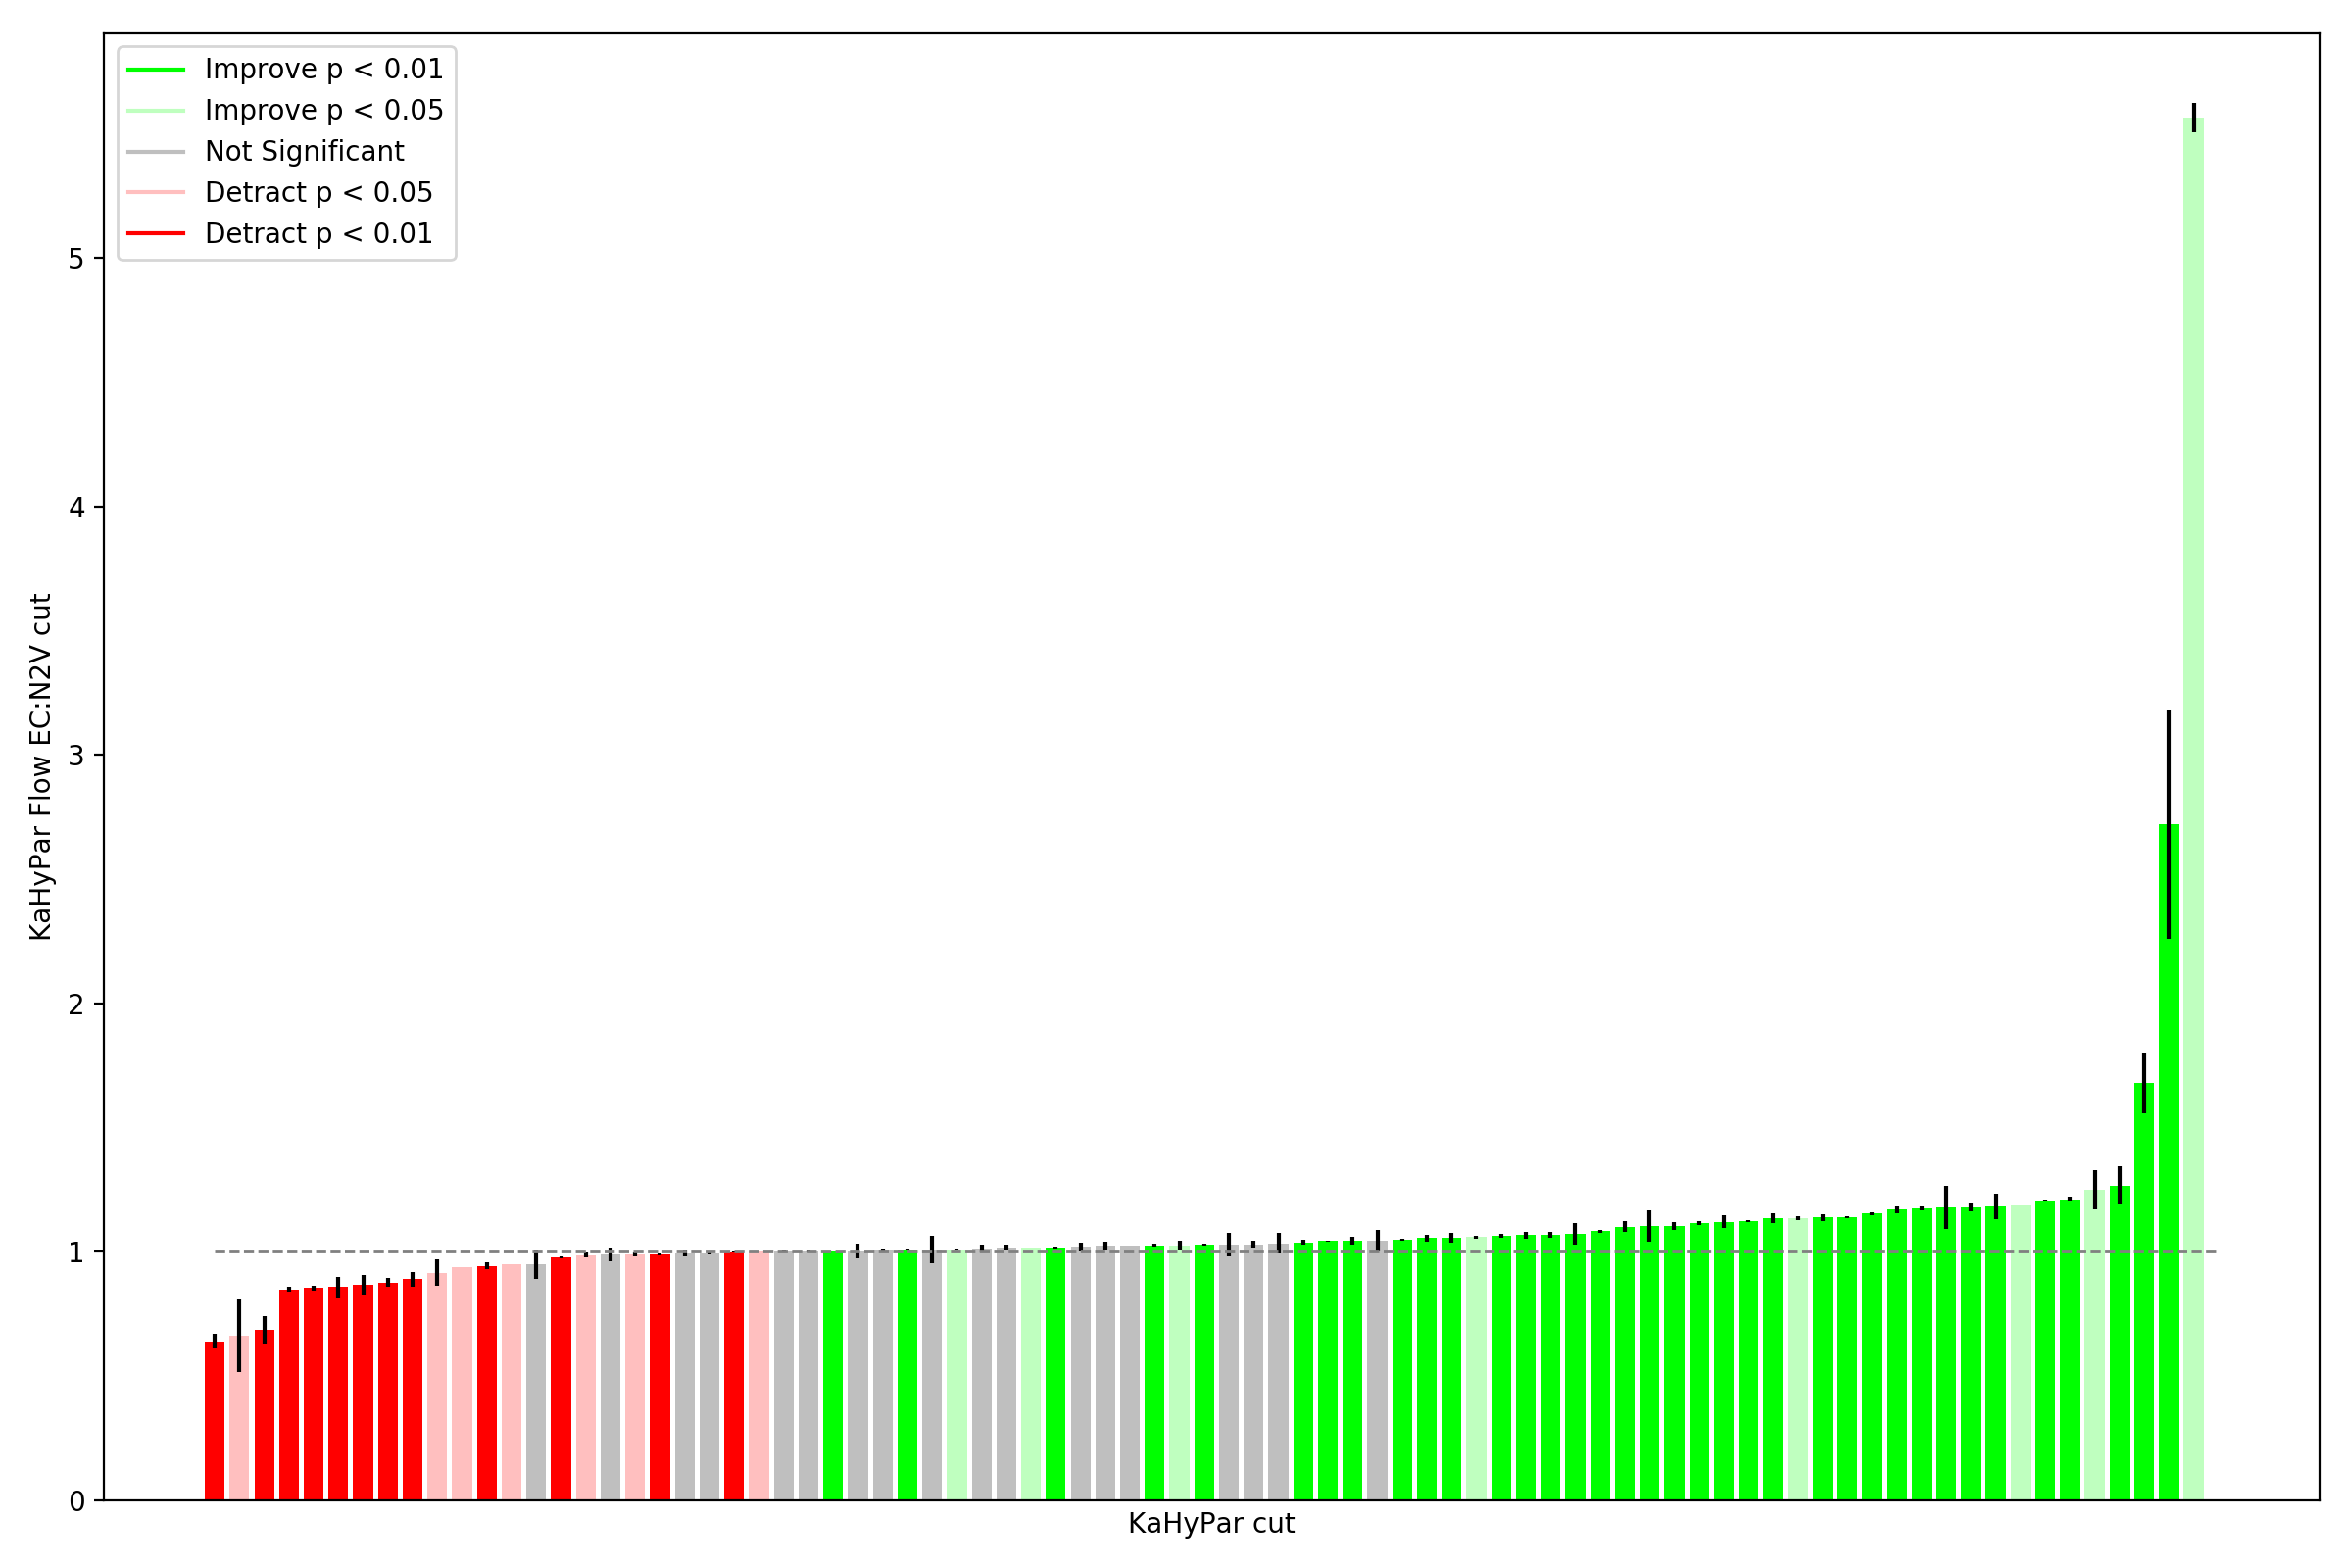 Improve p < 0.01
Improve p < 0.05
Not Significant
Detract p < 0.05
Detract p < 0.01
KaHyPar Flow EC:N2V cut
5
4
3
2
1
0
KaHyPar cut